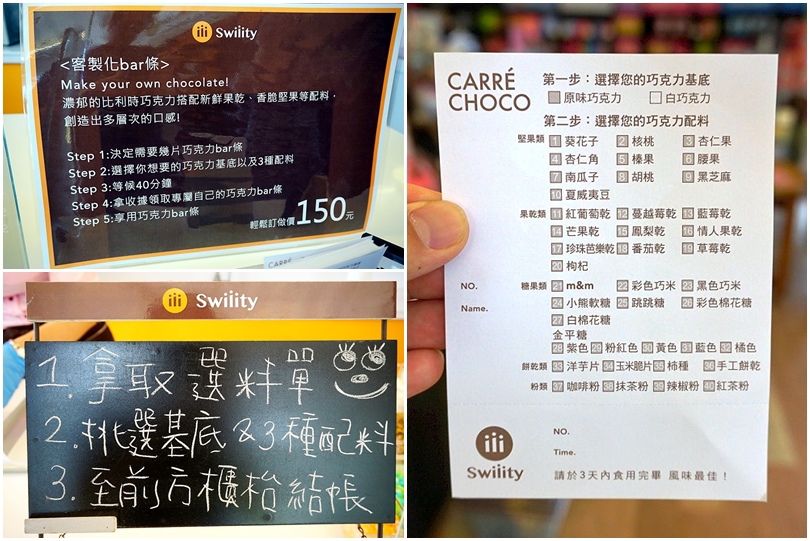 Swility
<客製化bar條>
Make your own chocolate!
濃郁的比利時巧克力搭配新鮮果乾、香脆堅果等配料,
創造出多層次的口感!
Step 1:決定需要幾片巧克力bar條
Step 2:選擇你想要的巧克力基底以及3種配料
Step 3:等候40分鐘
Step 4:拿收據領取專屬自己的巧克力bar條
Step 5:享用巧克力bar條
輕鬆訂做價150元
CARRÉ
Swility
1. 拿取選料單
2. 挑選基底&3種配料
3. 至前方櫃枱結帳
CARRÉ CHOCO
第一步:選擇您的巧克力基底
原味巧克力 白巧克力
第二步:選擇您的巧克力配料
堅果類 1 葵花子 2 核桃 3 杏仁果
4 杏仁角 5 榛果 6 腰果
7 南瓜子 8 胡桃 9 黑芝麻
10 夏威夷豆
果乾類 11 紅葡萄乾 12 蔓越莓乾 13 藍莓乾
14 芒果乾 15 鳳梨乾 16 情人果乾
17 珍珠芭樂乾 18 番茄乾 19 草莓乾
20 枸杞
NO.
糖果類 21 m&m 22 彩色巧米 23 黑色巧米
Name.
24 小熊軟糖 25 跳跳糖 26 彩色棉花糖
27 白棉花糖
金平糖
28 紫色 29 粉紅色 30 黃色 31 藍色 32 橘色
餅乾類 33 洋芋片 34 玉米脆片 35 柿種 36 手工餅乾
粉類 37 咖啡粉 38 抹茶粉 39 辣椒粉 40 紅茶粉
Swility
NO.
Time.
請於3天內食用完畢 風味最佳!